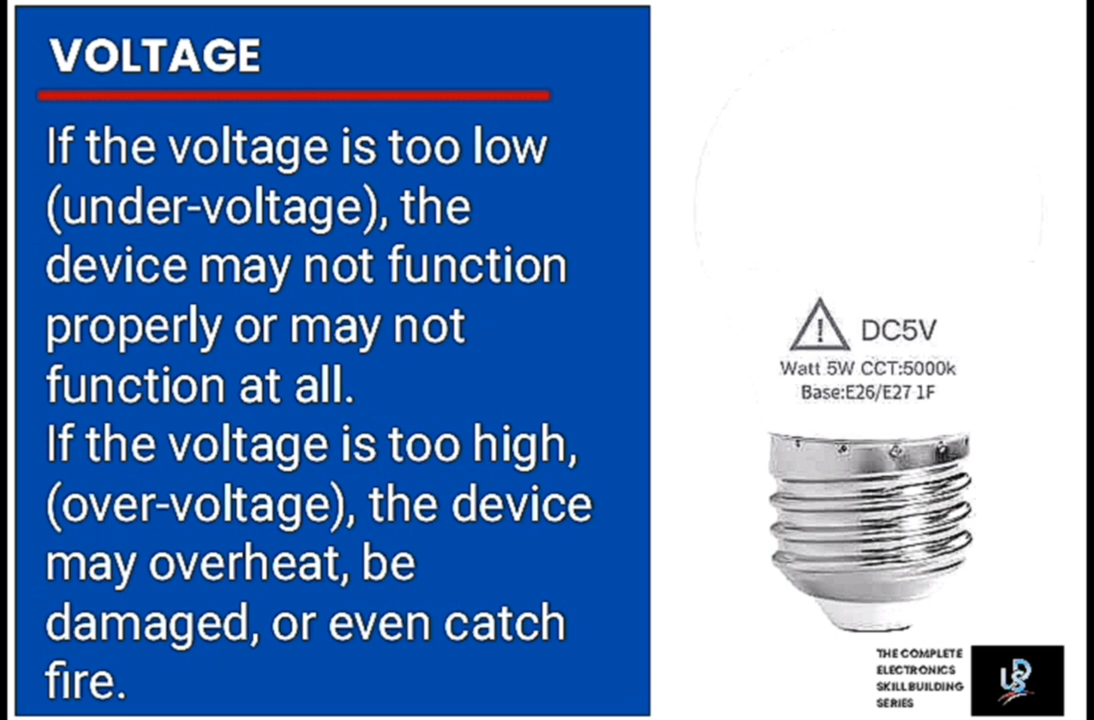 VOLTAGE
If the voltage is too low
(under-voltage), the
device may not function
properly or may not
function at all.
If the voltage is too high,
(over-voltage), the device
may overheat, be
damaged, or even catch
fire.
DC5V
Watt 5W CCT:5000k
Base:E26/E27 1F
THE COMPLETE
ELECTRONICS
SKILLBUILDING
SERIES